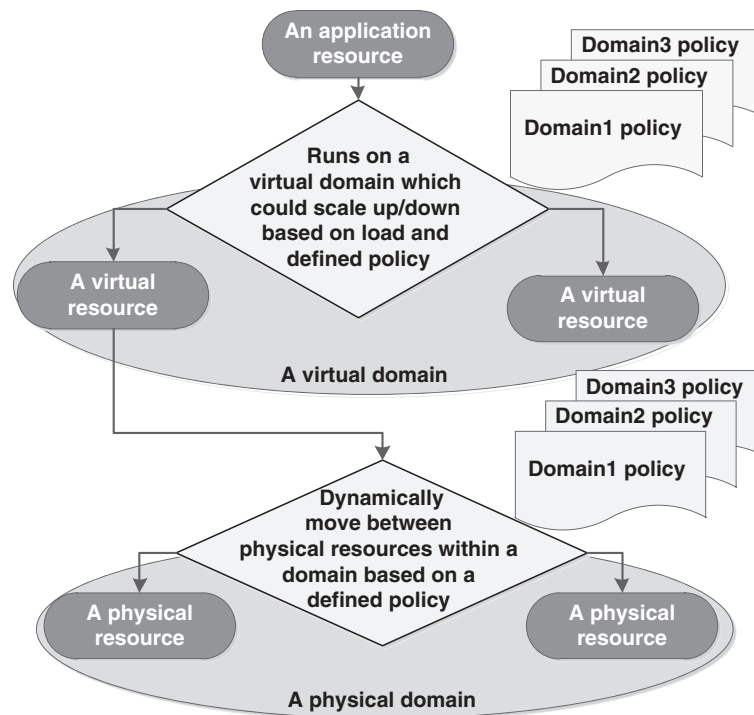 An application
resource
Domain3 policy
Domain2 policy
Domain1 policy
Runs on a
virtual domain which
could scale up/down
based on load and
defined policy
A virtual
resource
A virtual
resource
A virtual domain
Domain3 policy
Domain2 policy
Domain1 policy
Dynamically
move between
physical resources within a
domain based on a
defined policy
A physical
resource
A physical
resource
A physical domain